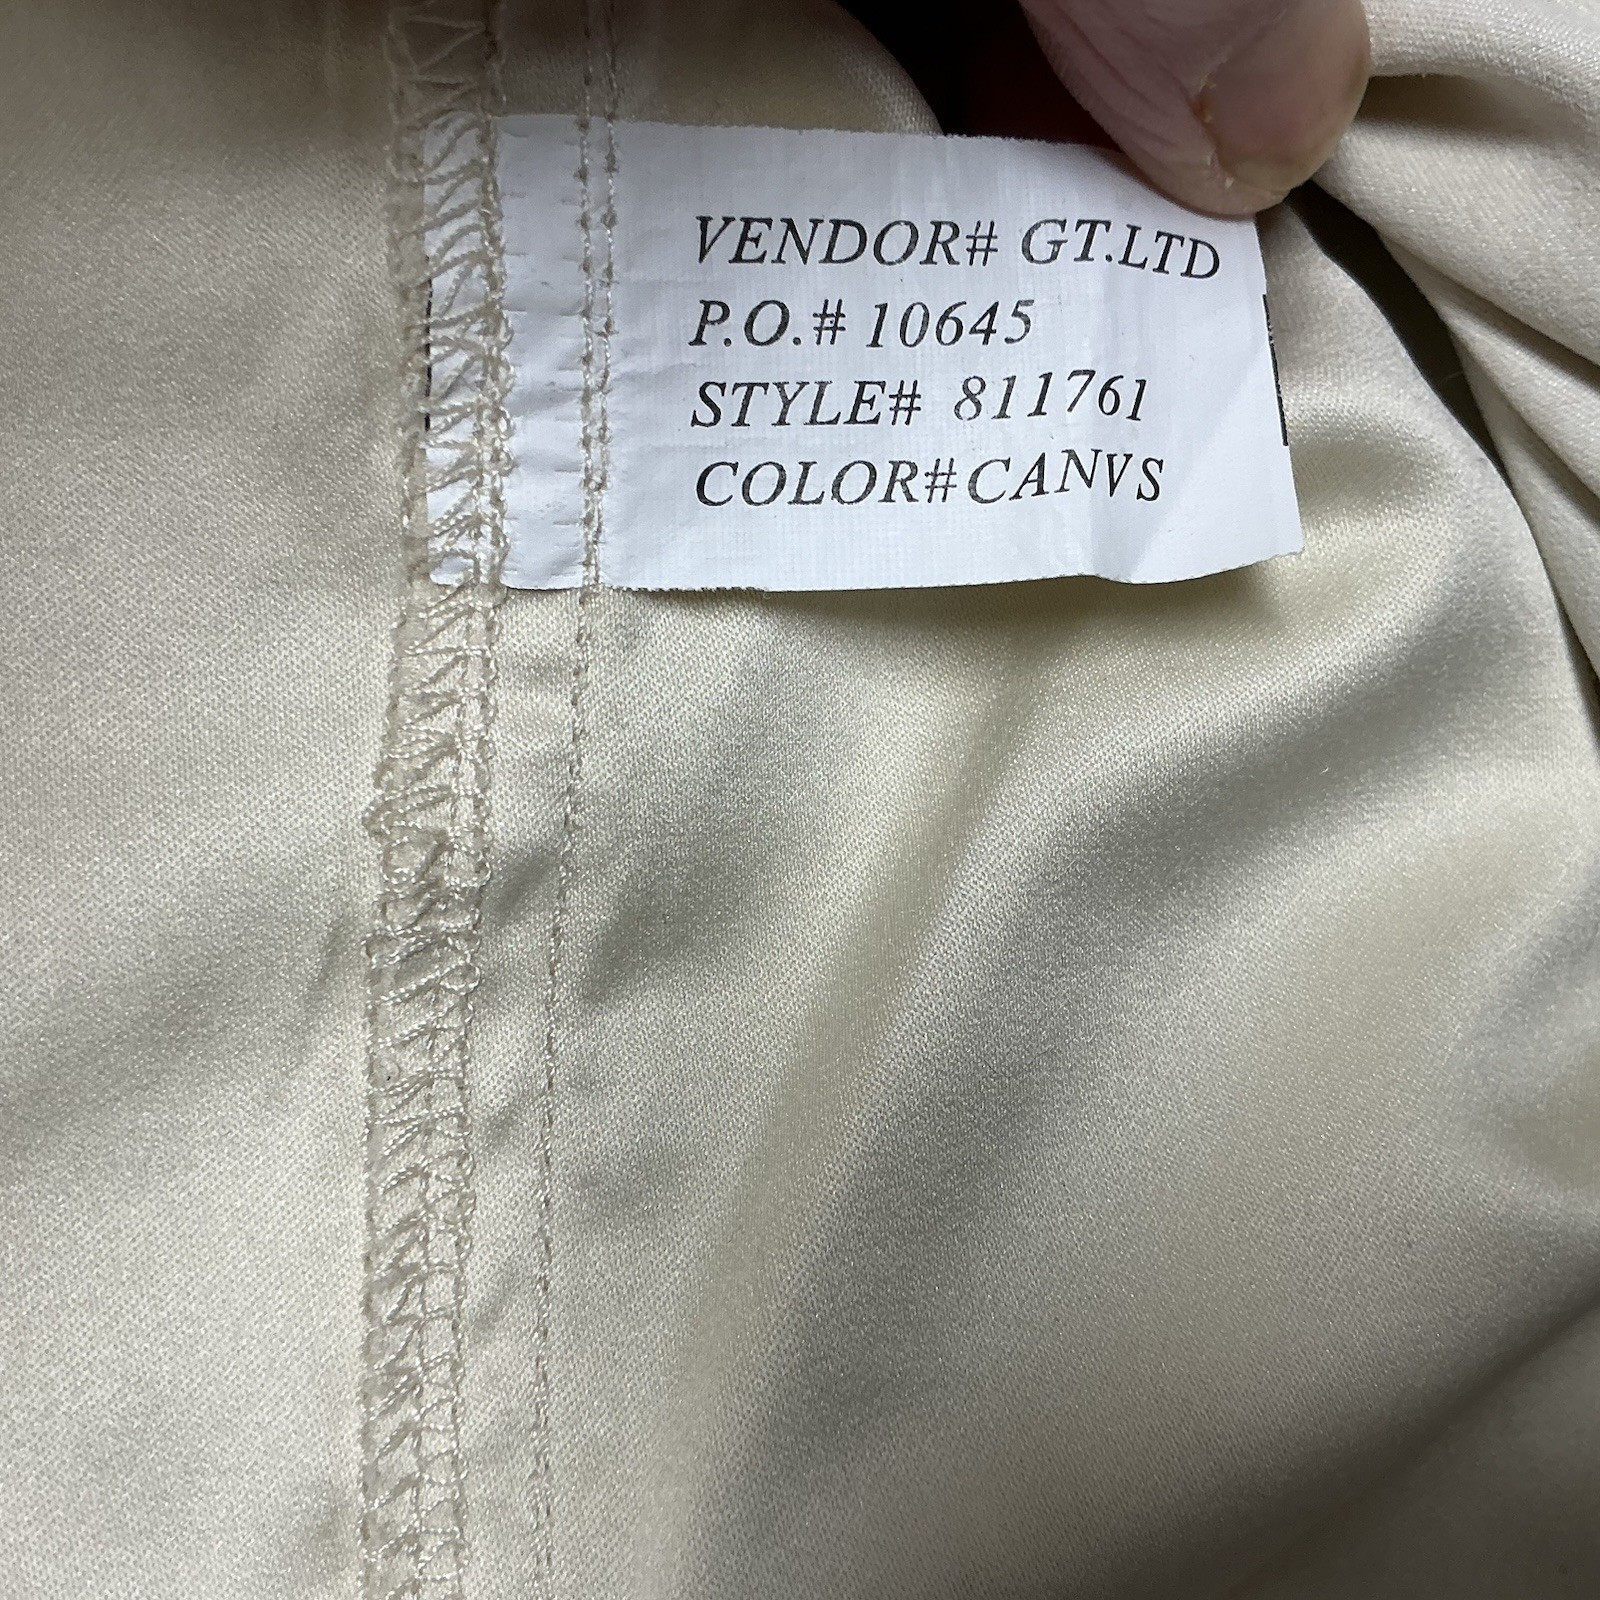 VENDOR# GT.LTD
P.O.# 10645
STYLE# 811761
COLOR#CANVS